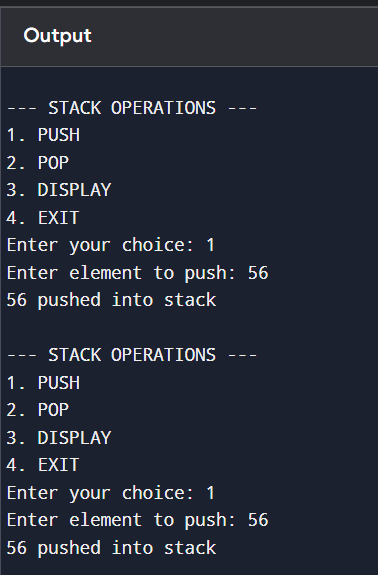 Output
--- STACK OPERATIONS ---
1. PUSH
2. POP
3. DISPLAY
4. EXIT
Enter your choice: 1
Enter element to push: 56
56 pushed into stack
--- STACK OPERATIONS ---
1. PUSH
2. POP
3. DISPLAY
4. EXIT
Enter your choice: 1
Enter element to push: 56
56 pushed into stack